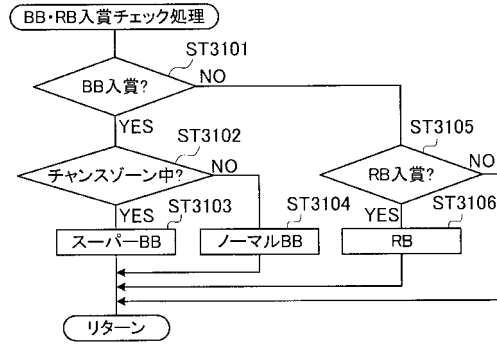 BB・RB入賞チェック処理
ST3101
BB入賞?
NO
YES
ST3102
チャンスゾーン中?
NO
ST3105
RB入賞?
NO
YES
ST3103
スーパーBB
ST3104
ノーマルBB
YES
ST3106
RB
リターン